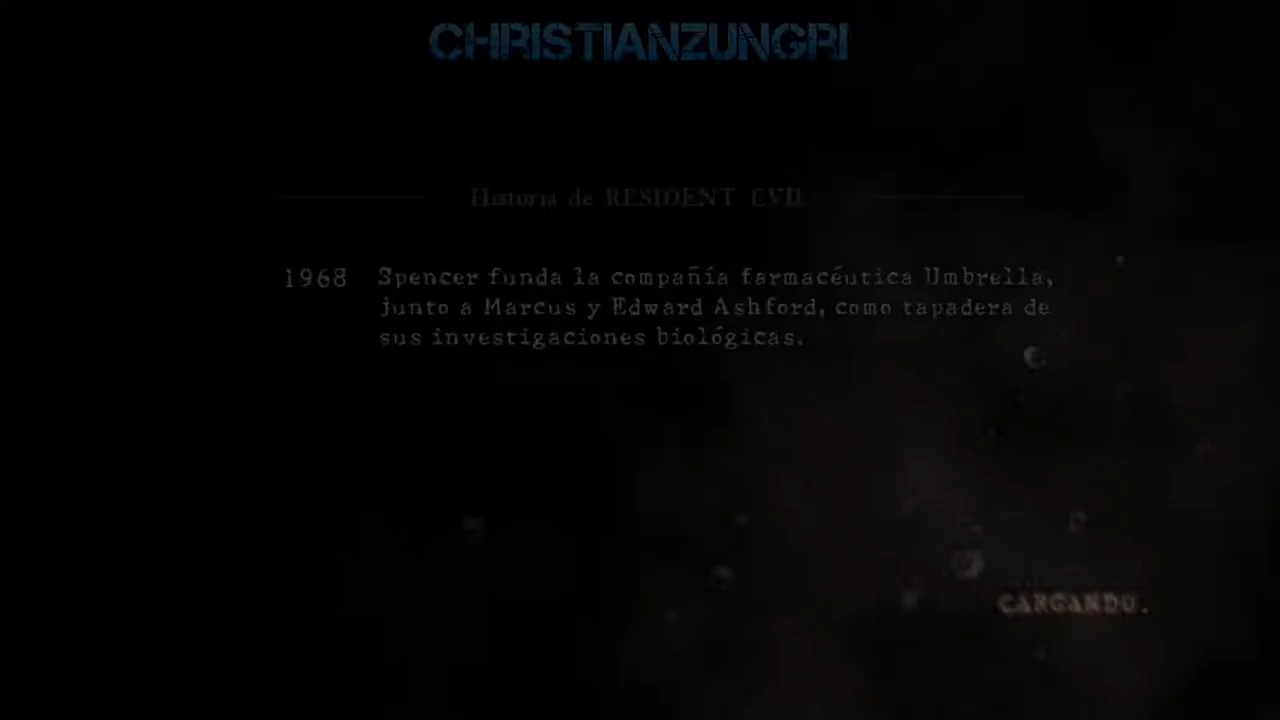 CHRISTIANZUNGRI
Historia de RESIDENT EVIL
1968 Spencer funda la compañía farmacéutica Umbrella,
junto a Marcus y Edward Ashford, como tapadera de
sus investigaciones biológicas.
CARGANDO.